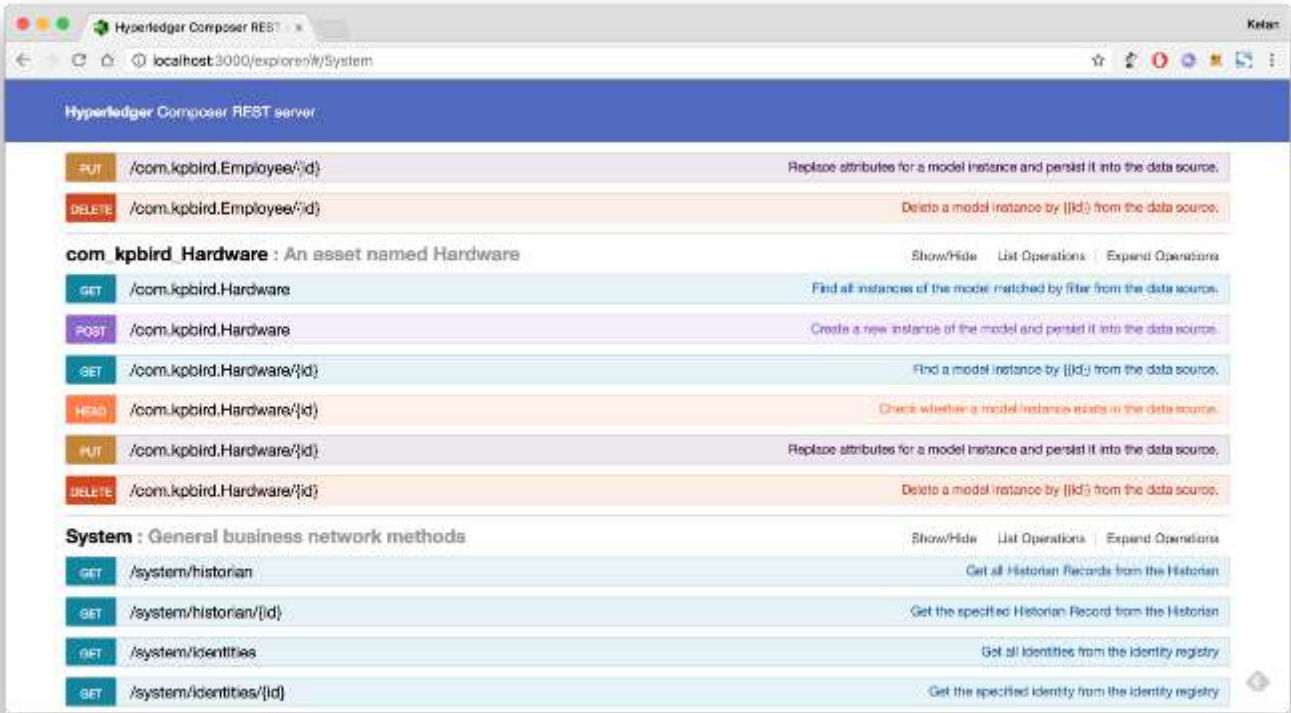 Hyperledger Composer REST - ×
Kelan
localhost:3000/explorer/#/System
Hyperledger Composer REST server
PUT /com.kpbird.Employee/{id} Replace attributes for a model instance and persist it into the data source.
DELETE /com.kpbird.Employee/{id} Delete a model instance by {{id}} from the data source.
com_kpbird_Hardware : An asset named Hardware Show/Hide List Operations Expand Operations
GET /com.kpbird.Hardware Find all instances of the model matched by filter from the data source.
POST /com.kpbird.Hardware Create a new instance of the model and persist it into the data source.
GET /com.kpbird.Hardware/{id} Find a model instance by {{id}} from the data source.
HEAD /com.kpbird.Hardware/{id} Check whether a model instance exists in the data source.
PUT /com.kpbird.Hardware/{id} Replace attributes for a model instance and persist it into the data source.
DELETE /com.kpbird.Hardware/{id} Delete a model instance by {{id}} from the data source.
System : General business network methods Show/Hide List Operations Expand Operations
GET /system/historian Get all Historian Records from the Historian
GET /system/historian/{id} Get the specified Historian Record from the Historian
GET /system/identities Get all identities from the identity registry
GET /system/identities/{id} Get the specified identity from the identity registry